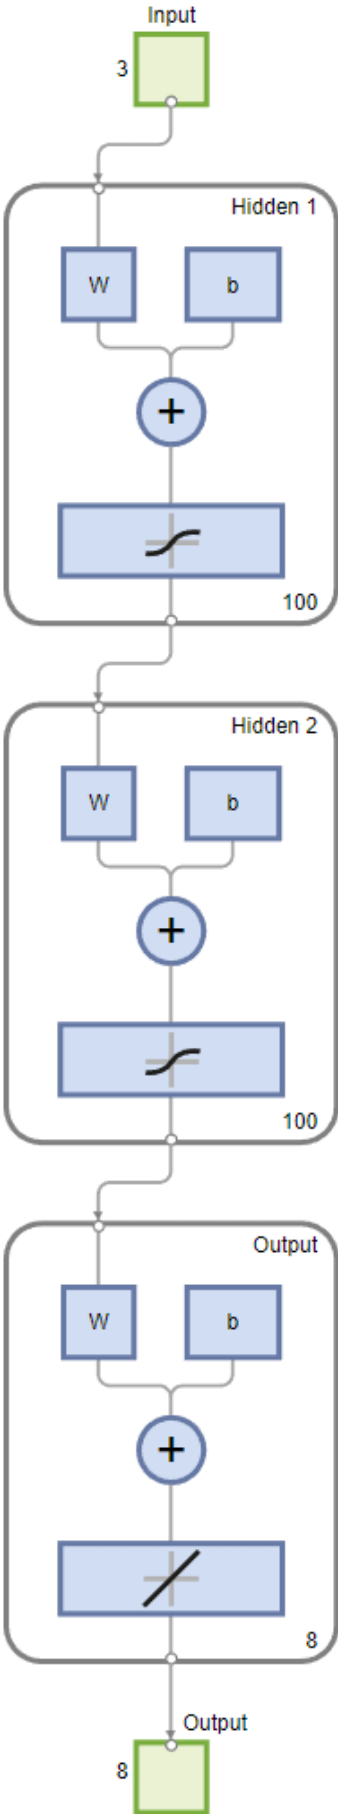 Input
3
Hidden 1
W b
+
100
Hidden 2
W b
+
100
Output
W b
+
8
Output
8